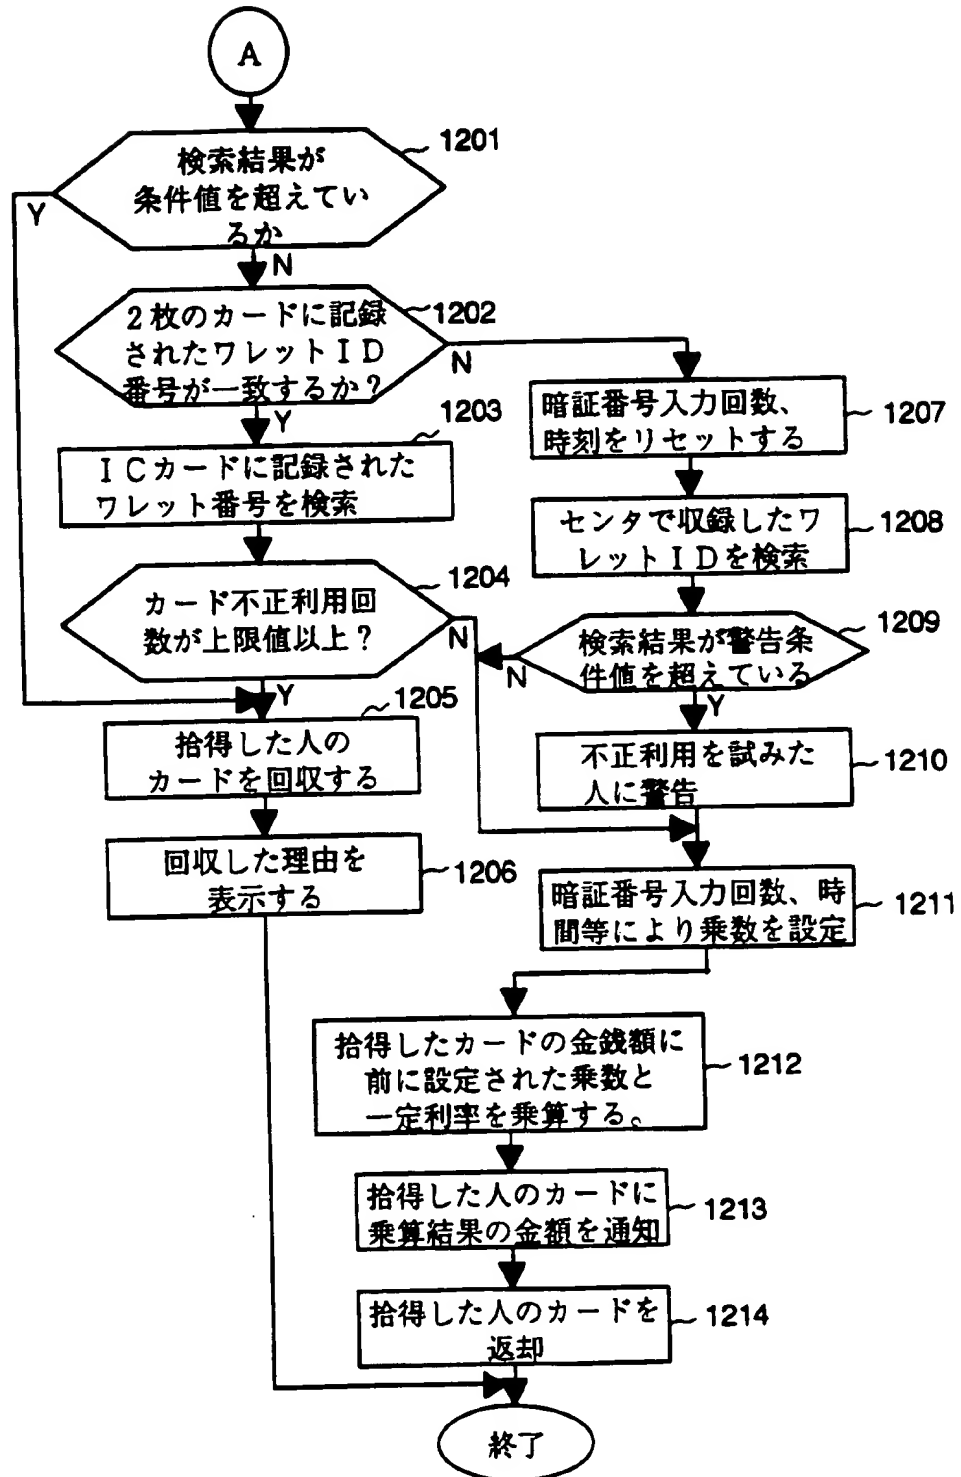 A
1201
検索結果が
条件値を超えてい
るか
Y
N
2枚のカードに記録
されたワレットID
番号が一致するか?
1202
N
Y
1203
ICカードに記録された
ワレット番号を検索
カード不正利用回
数が上限値以上?
1204
N
Y
1205
拾得した人の
カードを回収する
回収した理由を
表示する
1206
暗証番号入力回数、
時刻をリセットする
1207
センタで収録したワ
レットIDを検索
1208
検索結果が警告条
件値を超えている
1209
N
Y
不正利用を試みた
人に警告
1210
暗証番号入力回数、時
間等により乗数を設定
1211
拾得したカードの金銭額に
前に設定された乗数と
一定利率を乗算する。
1212
拾得した人のカードに
乗算結果の金額を通知
1213
拾得した人のカードを
返却
1214
終了